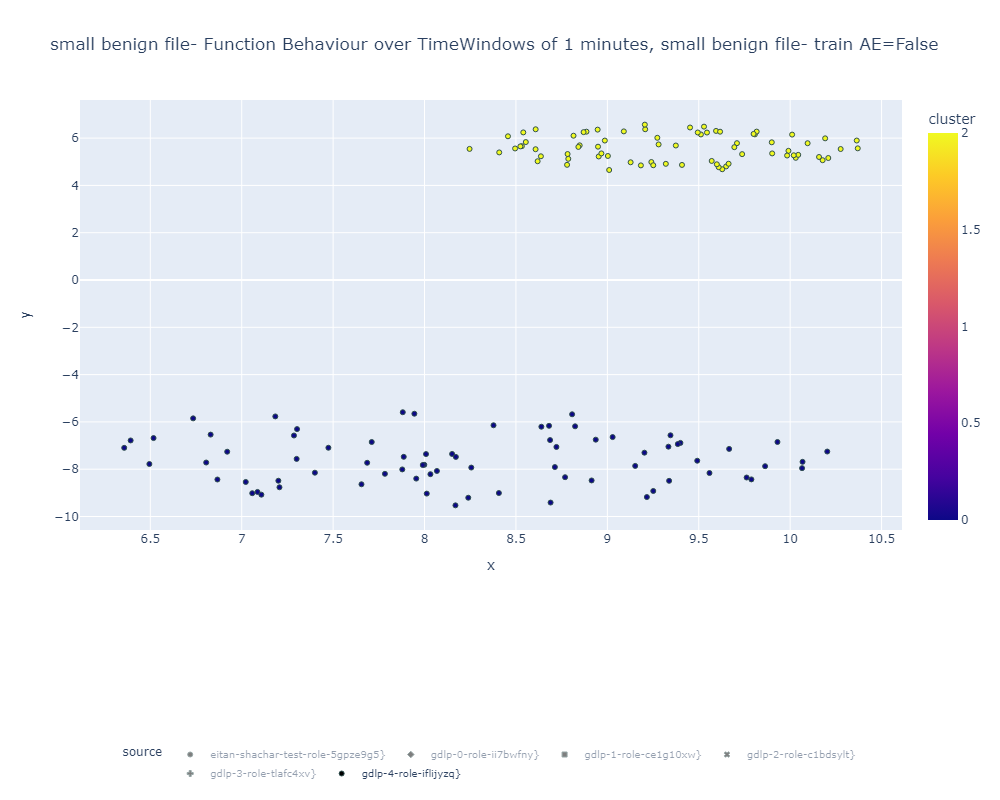 small benign file- Function Behaviour over TimeWindows of 1 minutes, small benign file- train AE=False
cluster
2
1.5
1
0.5
0
6
4
2
0
−2
−4
−6
−8
−10
y
6.5 7 7.5 8 8.5 9 9.5 10 10.5
x
source eitan-shachar-test-role-5gpze9g5} gdlp-0-role-ii7bwfny} gdlp-1-role-ce1g10xw} gdlp-2-role-c1bdsylt}
gdlp-3-role-tlafc4xv} gdlp-4-role-iflijyzq}